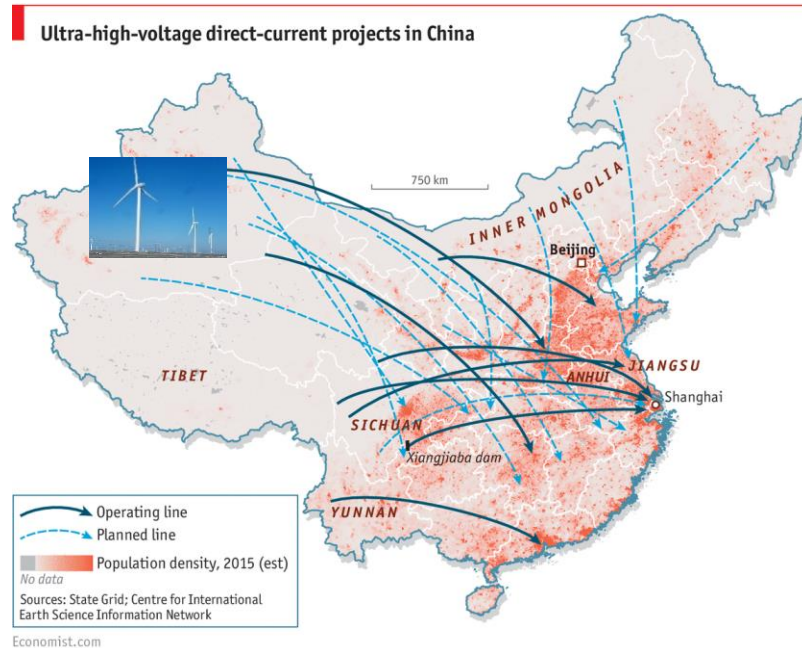 Ultra-high-voltage direct-current projects in China
750 km
INNER MONGOLIA
Beijing
TIBET
JIANGSU
ANHUI
Shanghai
SICHUAN
Xiangjiaba dam
YUNNAN
Operating line
Planned line
Population density, 2015 (est)
No data
Sources: State Grid; Centre for International
Earth Science Information Network
Economist.com